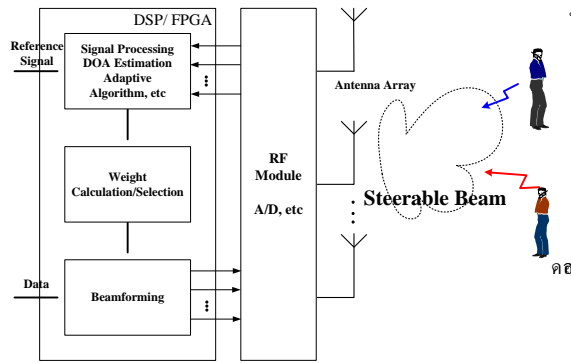 DSP/ FPGA
Reference
Signal
Signal Processing
DOA Estimation
Adaptive
Algorithm, etc
Antenna Array
Weight
Calculation/Selection
RF
Module
A/D, etc
Steerable Beam
Data
Beamforming